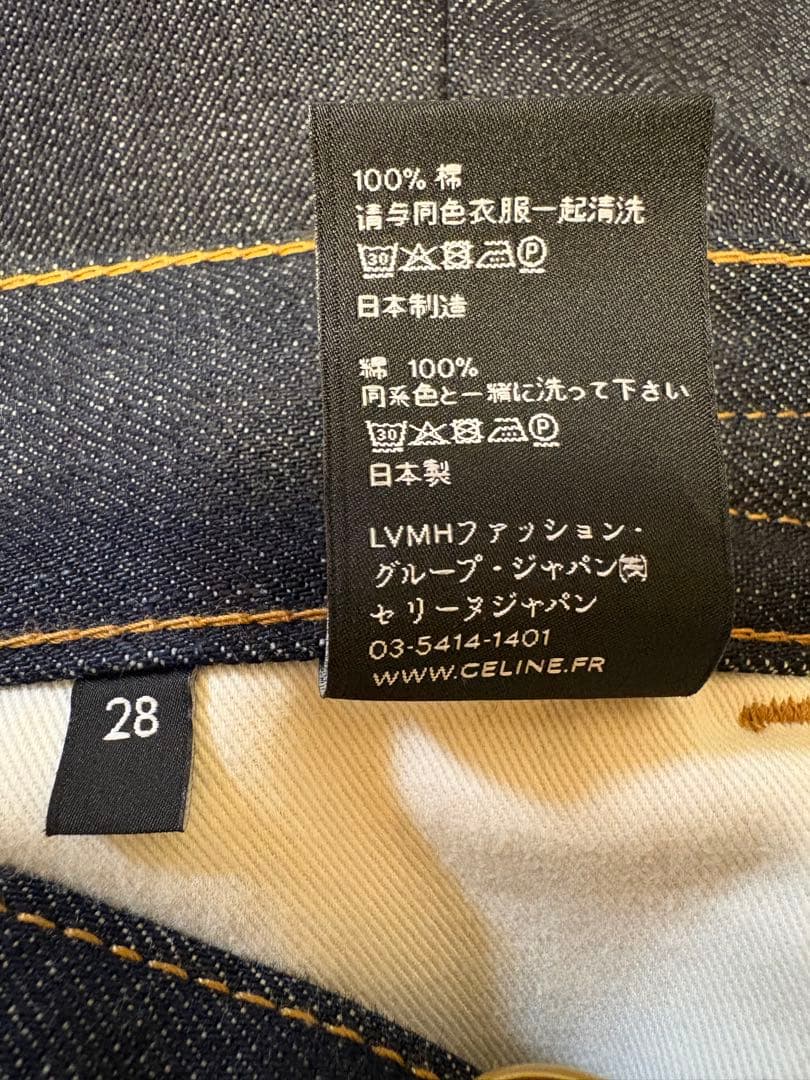 100% 棉
请与同色衣服一起清洗
30 P
日本制造
綿 100%
同系色と一緒に洗って下さい
30 P
日本製
LVMHファッション・
グループ・ジャパン㈱
セリーヌジャパン
03-5414-1401
WWW.CELINE.FR
28